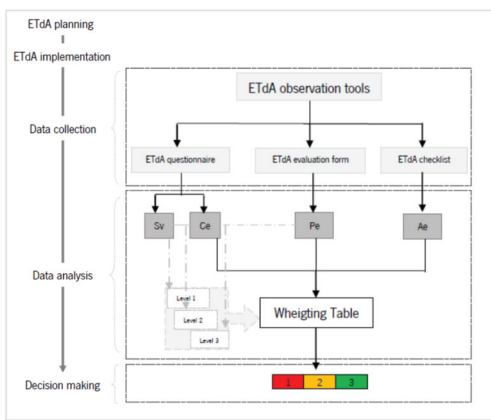 ETdA planning
ETdA implementation
ETdA observation tools
Data collection
ETdA questionnaire
ETdA evaluation form
ETdA checklist
Sv
Ce
Pe
Ae
Data analysis
Level 1
Level 2
Level 3
Wheigting Table
Decision making
1
2
3